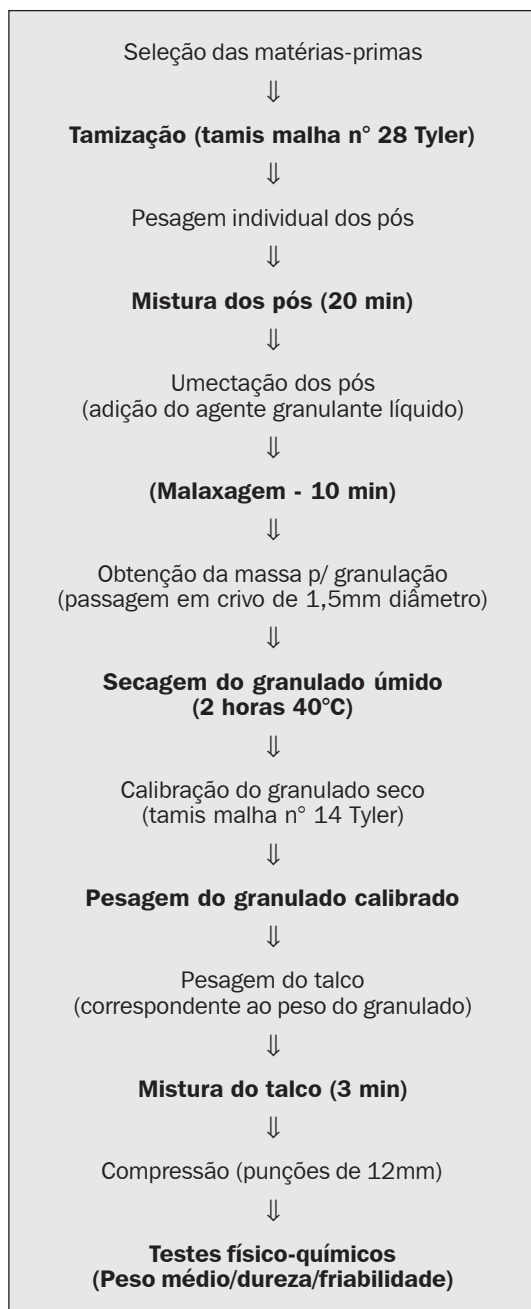 Seleção das matérias-primas
⇓
Tamização (tamis malha n° 28 Tyler)
⇓
Pesagem individual dos pós
⇓
Mistura dos pós (20 min)
⇓
Umectação dos pós
(adição do agente granulante líquido)
⇓
(Malaxagem - 10 min)
⇓
Obtenção da massa p/ granulação
(passagem em crivo de 1,5mm diâmetro)
⇓
Secagem do granulado úmido
(2 horas 40°C)
⇓
Calibração do granulado seco
(tamis malha n° 14 Tyler)
⇓
Pesagem do granulado calibrado
⇓
Pesagem do talco
(correspondente ao peso do granulado)
⇓
Mistura do talco (3 min)
⇓
Compressão (punções de 12mm)
⇓
Testes físico-químicos
(Peso médio/dureza/friabilidade)